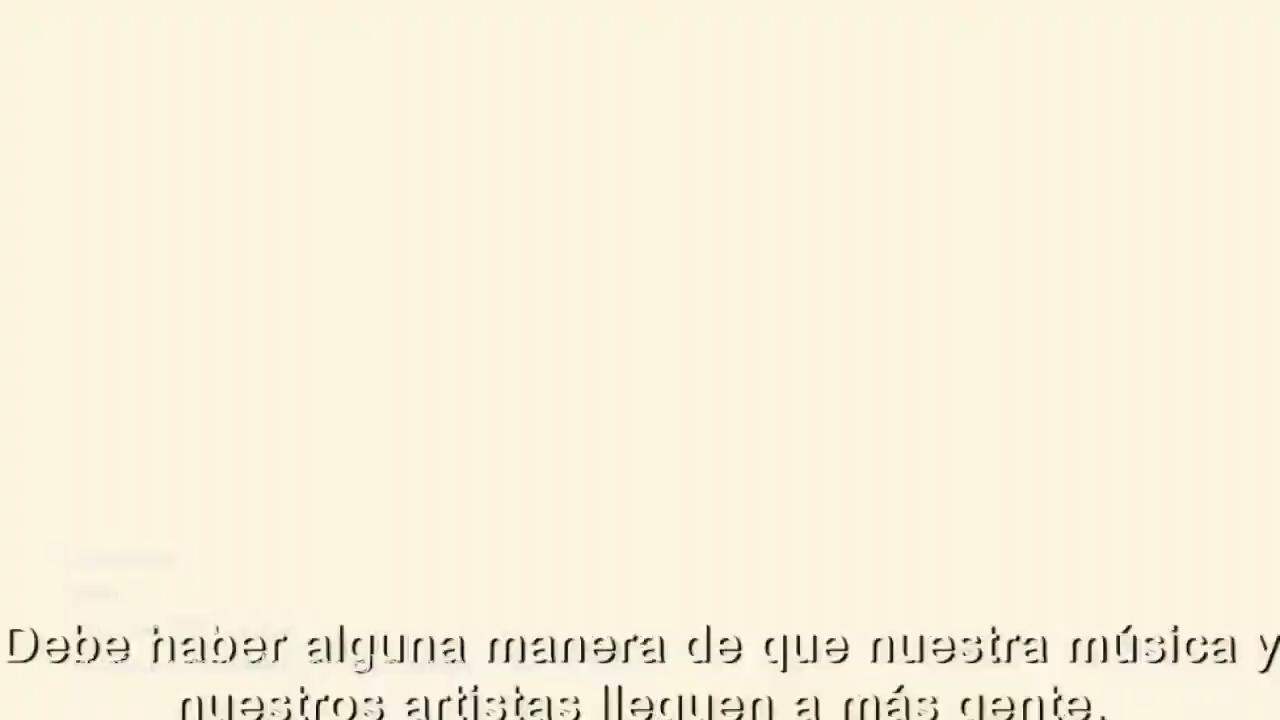 Debe haber alguna manera de que nuestra música y
nuestros artistas lleguen a más gente.